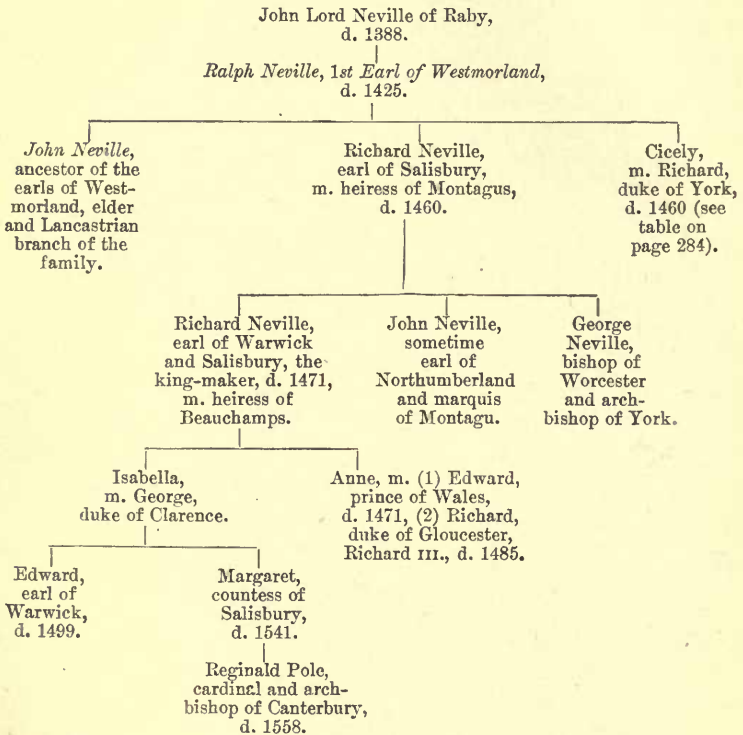 John Lord Neville of Raby,
d. 1388.
Ralph Neville, 1st Earl of Westmorland,
d. 1425.
John Neville,
ancestor of the
earls of West-
morland, elder
and Lancastrian
branch of the
family.
Richard Neville,
earl of Salisbury,
m. heiress of Montagus,
d. 1460.
Cicely,
m. Richard,
duke of York,
d. 1460 (see
table on
page 284).
Richard Neville,
earl of Warwick
and Salisbury, the
king-maker, d. 1471,
m. heiress of
Beauchamps.
John Neville,
sometime
earl of
Northumberland
and marquis
of Montagu.
George
Neville,
bishop of
Worcester
and arch-
bishop of York.
Isabella,
m. George,
duke of Clarence.
Anne, m. (1) Edward,
prince of Wales,
d. 1471, (2) Richard,
duke of Gloucester,
Richard III., d. 1485.
Edward,
earl of
Warwick,
d. 1499.
Margaret,
countess of
Salisbury,
d. 1541.
Reginald Pole,
cardinal and arch-
bishop of Canterbury,
d. 1558.